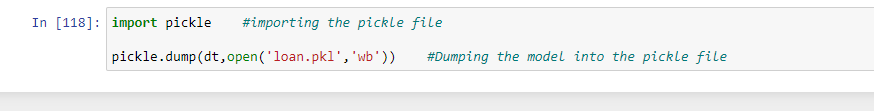 In [118]: import pickle    #importing the pickle file
pickle.dump(dt,open('loan.pkl','wb'))    #Dumping the model into the pickle file